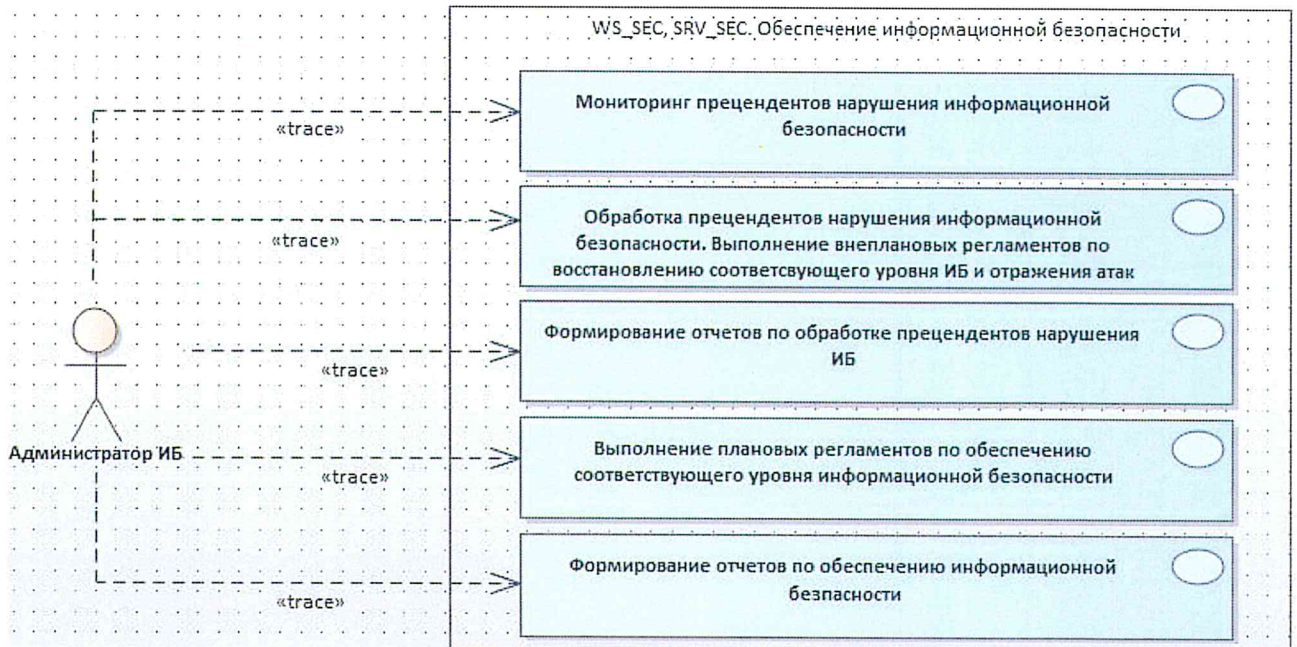 WS_SEC, SRV_SEC. Обеспечение информационной безопасности
Мониторинг прецендентов нарушения информационной
безопасности
«trace»
Обработка прецендентов нарушения информационной
безопасности. Выполнение внеплановых регламентов по
восстановлению соответсвующего уровня ИБ и отражения атак
«trace»
Формирование отчетов по обработке прецендентов нарушения
ИБ
«trace»
Администратор ИБ
Выполнение плановых регламентов по обеспечению
соответствующего уровня информационной безопасности
«trace»
Формирование отчетов по обеспечению информационной
безпасности
«trace»